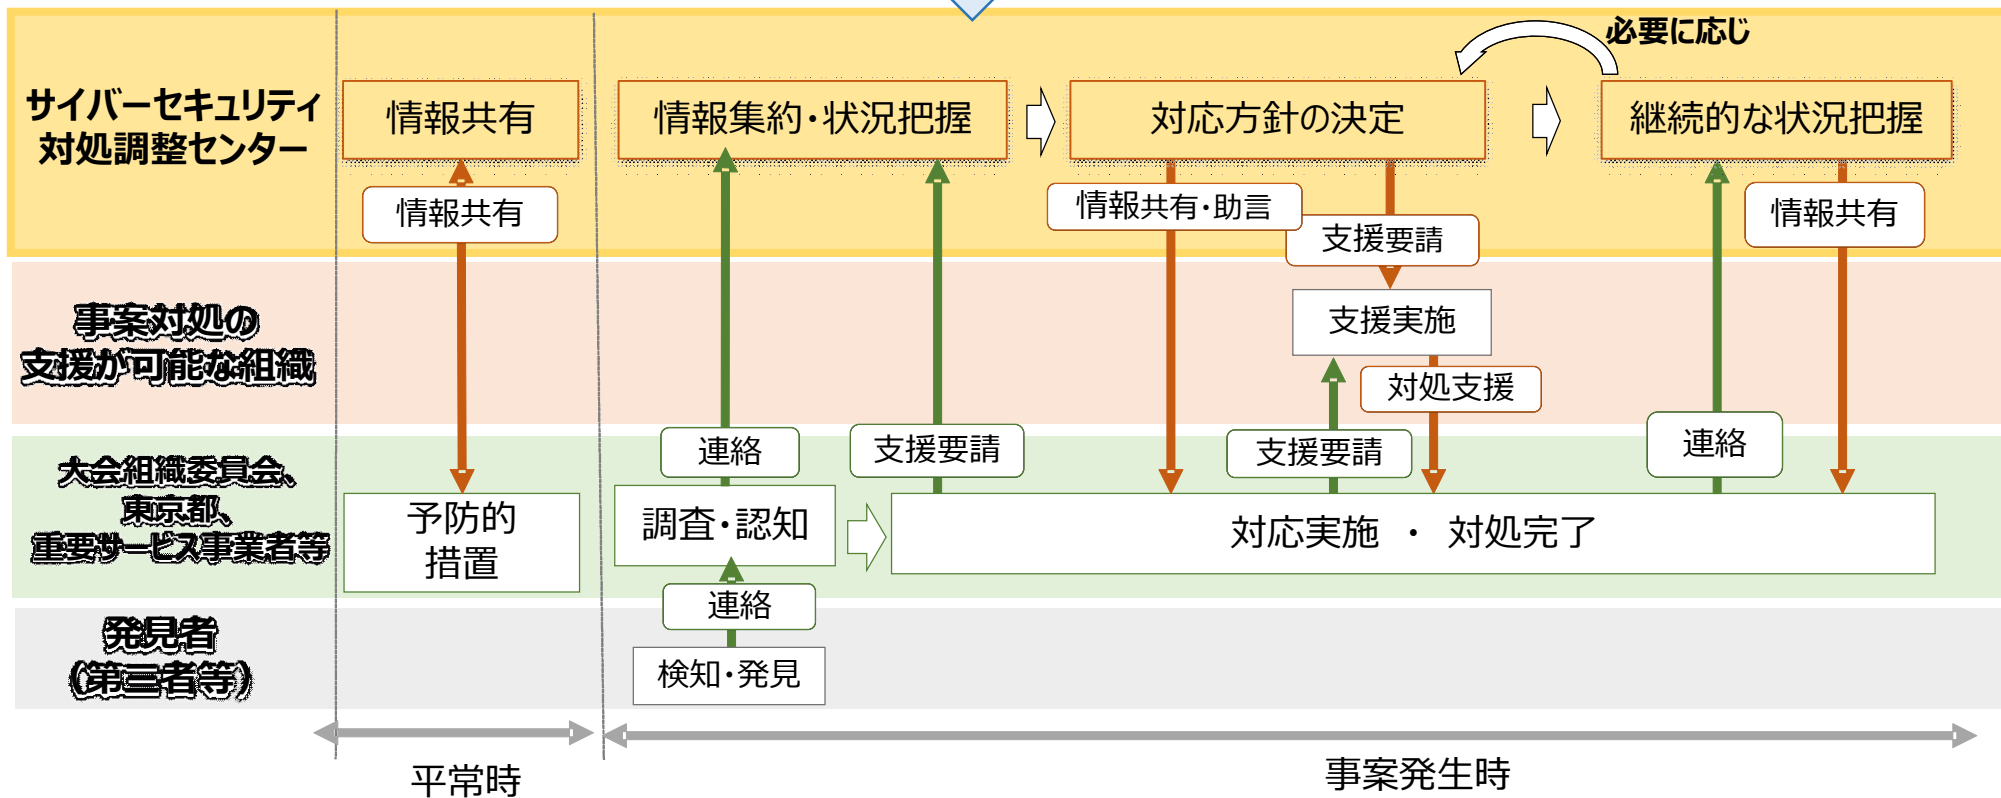 必要に応じ
サイバーセキュリティ
対処調整センター
情報共有
情報集約・状況把握
対応方針の決定
継続的な状況把握
情報共有
情報共有・助言
支援要請
情報共有
事案対処の
支援が可能な組織
支援実施
対処支援
大会組織委員会、
東京都、
重要サービス事業者等
連絡
支援要請
支援要請
連絡
予防的
措置
調査・認知
対応実施 ・ 対処完了
連絡
発見者
（第三者等）
検知・発見
平常時
事案発生時